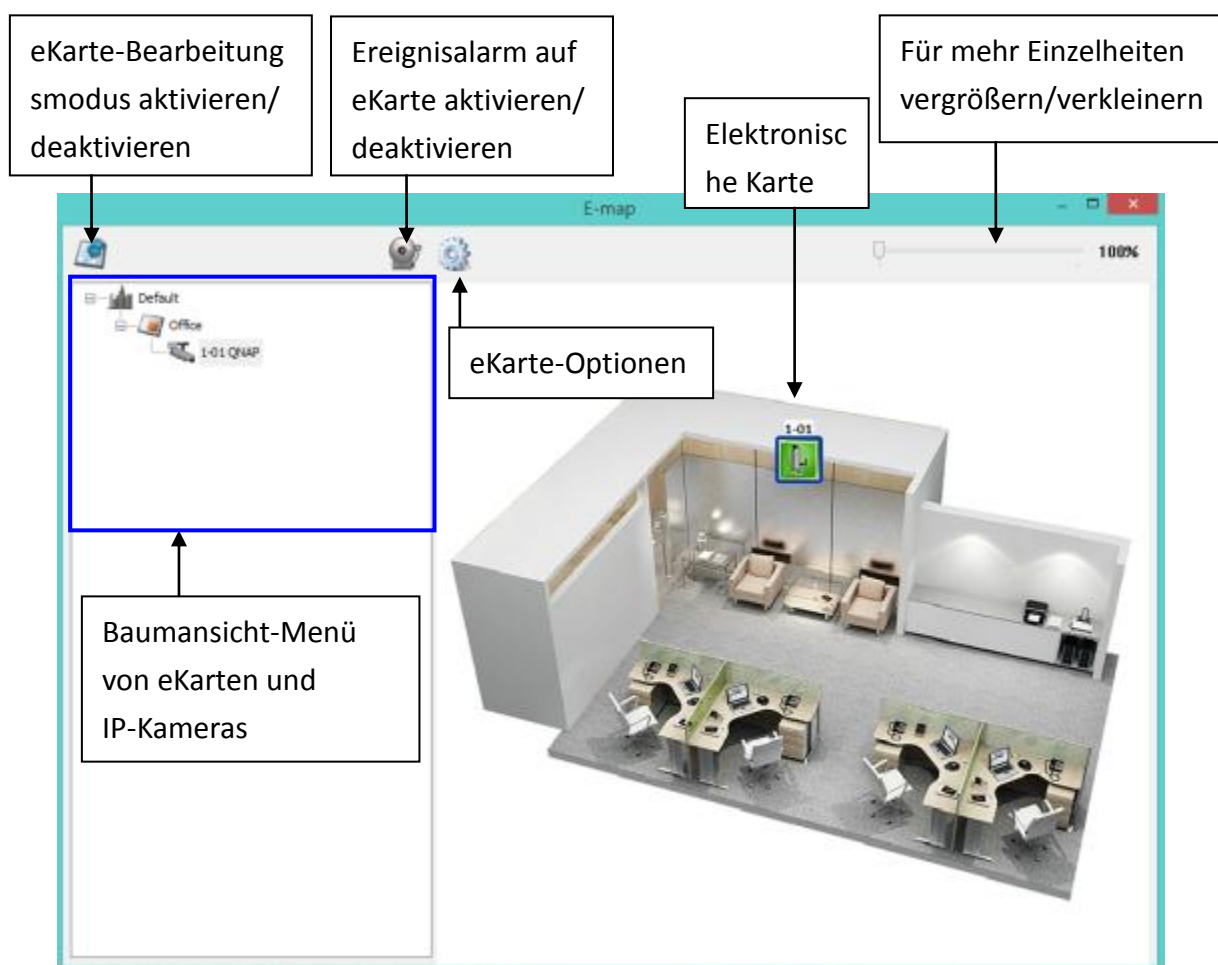 eKarte-Bearbeitung
smodus aktivieren/
deaktivieren
Ereignisalarm auf
eKarte aktivieren/
deaktivieren
Elektronisc
he Karte
Für mehr Einzelheiten
vergrößern/verkleinern
E-map
100%
Default
Office
1-01 QNAP
eKarte-Optionen
1-01
Baumansicht-Menü
von eKarten und
IP-Kameras